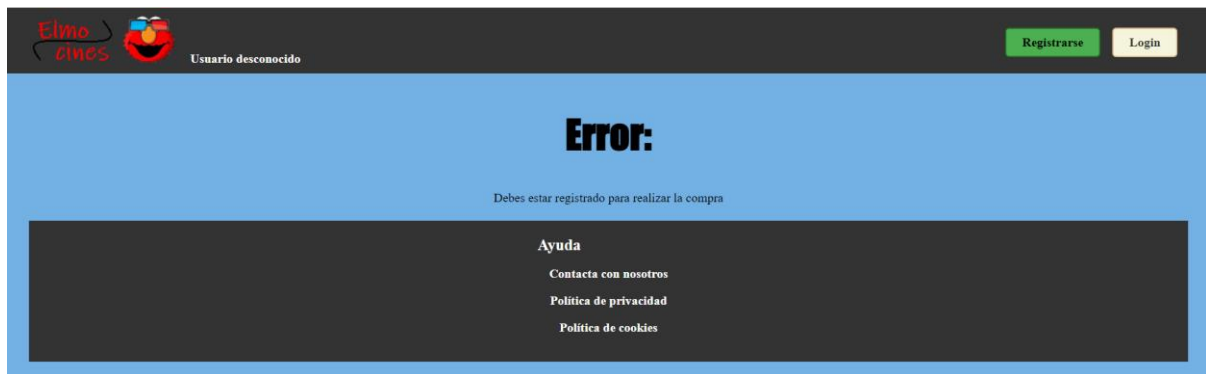 Elmo
cines
Usuario desconocido
Registrarse
Login
Error:
Debes estar registrado para realizar la compra
Ayuda
Contacta con nosotros
Política de privacidad
Política de cookies